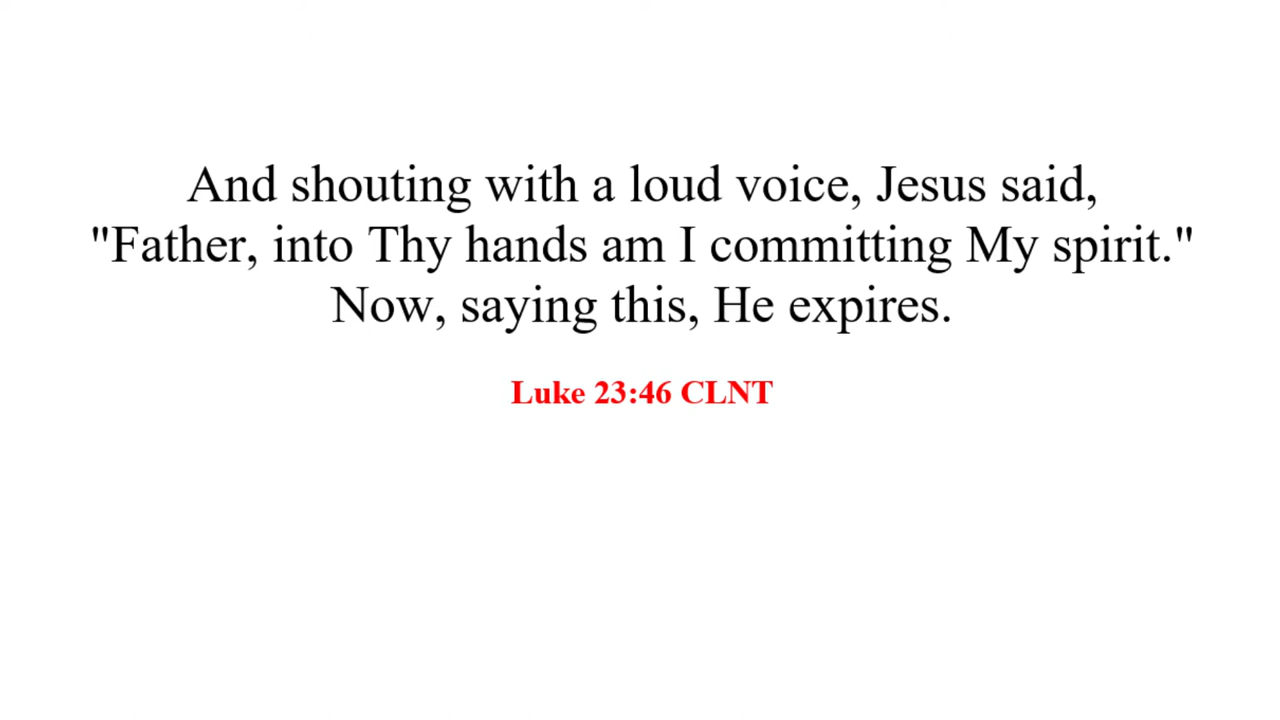 And shouting with a loud voice, Jesus said,
"Father, into Thy hands am I committing My spirit."
Now, saying this, He expires.
Luke 23:46 CLNT